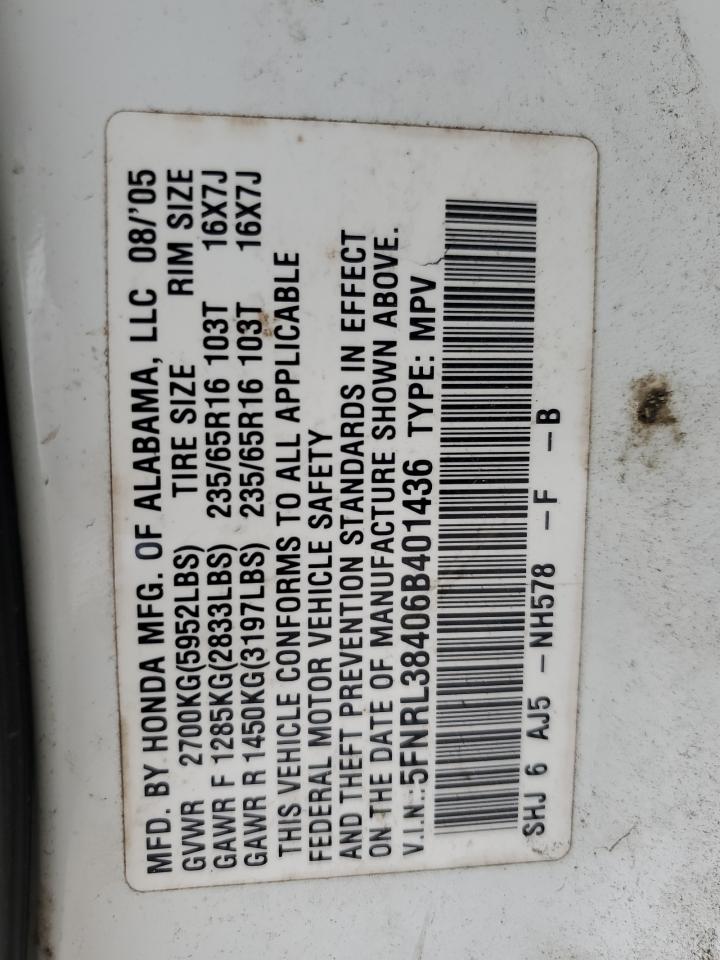 MFD. BY HONDA MFG. OF ALABAMA, LLC 08/'05
GVWR 2700KG(5952LBS) TIRE SIZE RIM SIZE
GAWR F 1285KG(2833LBS) 235/65R16 103T 16X7J
GAWR R 1450KG(3197LBS) 235/65R16 103T 16X7J
THIS VEHICLE CONFORMS TO ALL APPLICABLE
FEDERAL MOTOR VEHICLE SAFETY
AND THEFT PREVENTION STANDARDS IN EFFECT
ON THE DATE OF MANUFACTURE SHOWN ABOVE.
V.I.N.:5FNRL38406B401436 TYPE: MPV
SHJ 6 AJ5 -NH578 -F -B